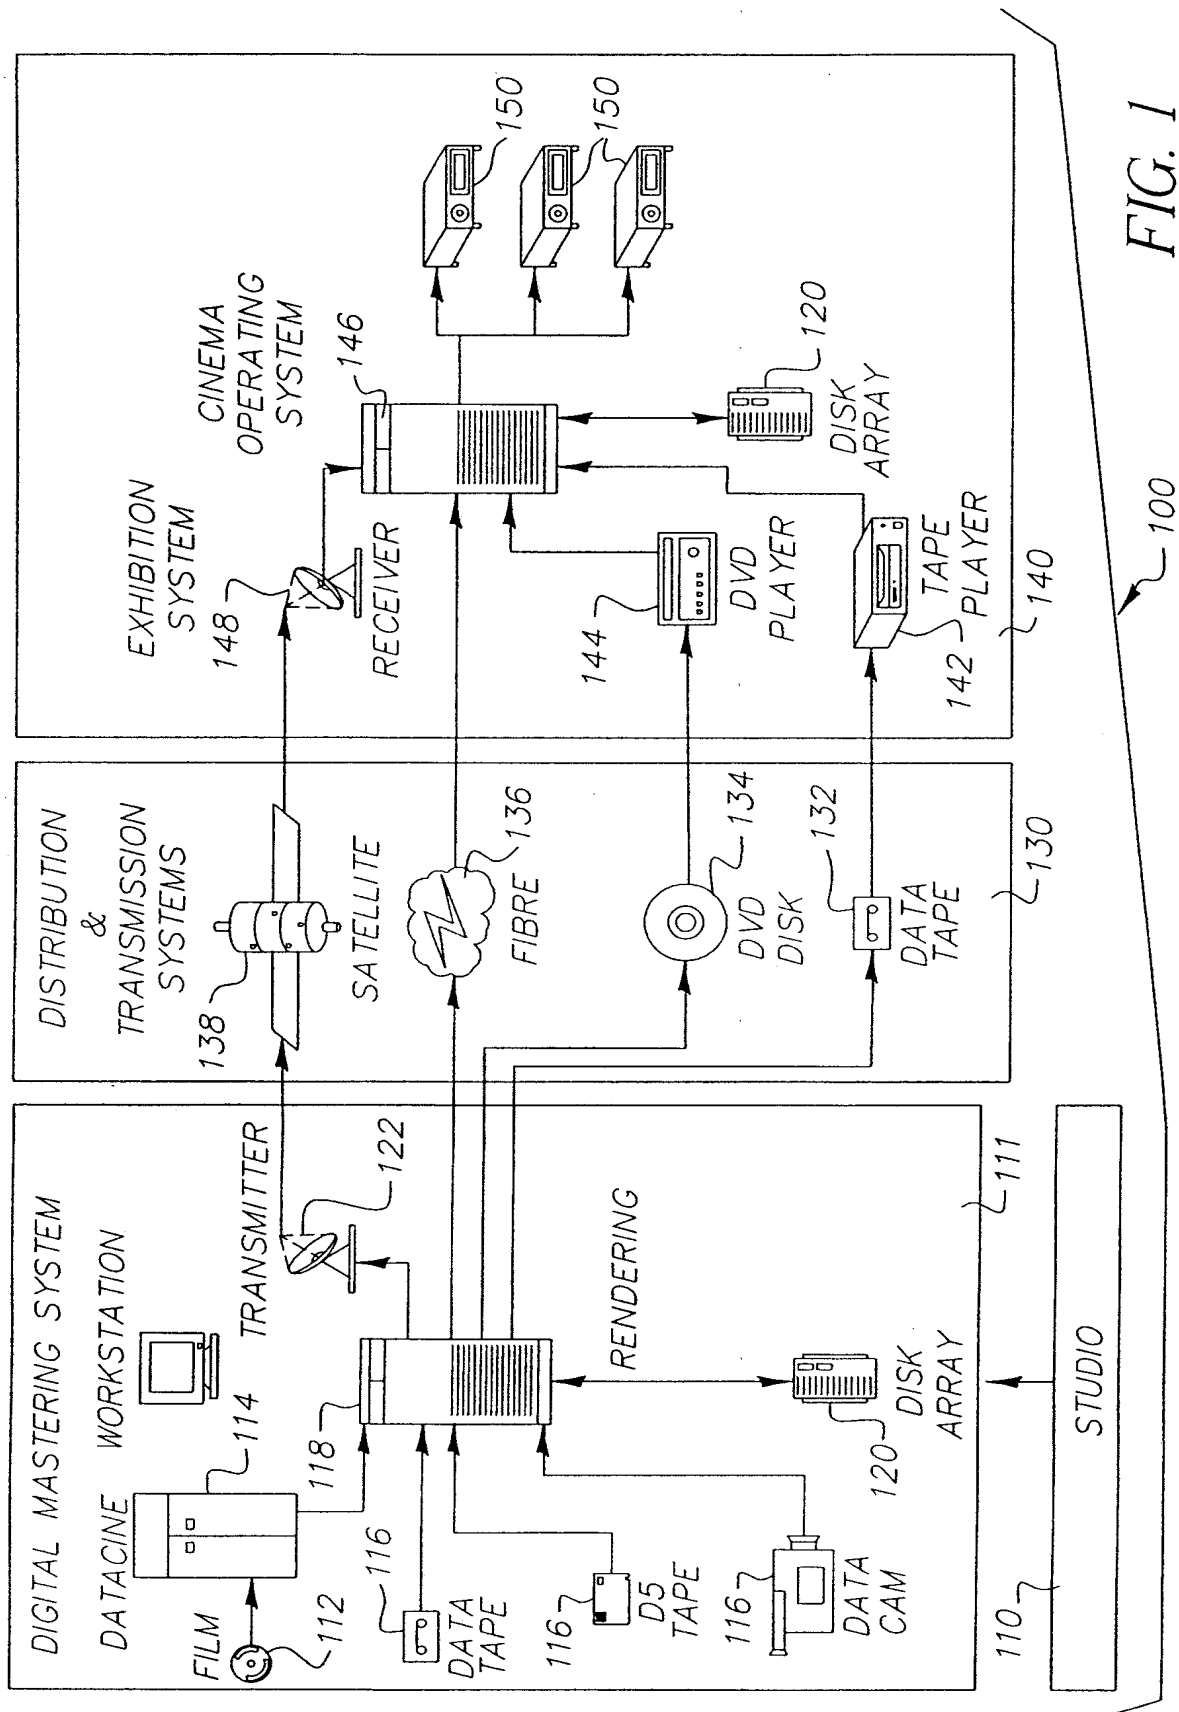 DIGITAL MASTERING SYSTEM
DATACINE
WORKSTATION
FILM
112
114
TRANSMITTER
122
118
116
DATA
TAPE
116
D5
TAPE
116
DATA
CAM
RENDERING
120
DISK
ARRAY
111
110
STUDIO
DISTRIBUTION
&
TRANSMISSION
SYSTEMS
138
SATELLITE
136
FIBRE
134
DVD
DISK
132
DATA
TAPE
130
EXHIBITION
SYSTEM
148
RECEIVER
CINEMA
OPERATING
SYSTEM
146
150
150
144
DVD
PLAYER
120
DISK
ARRAY
142
TAPE
PLAYER
140
100
FIG. 1